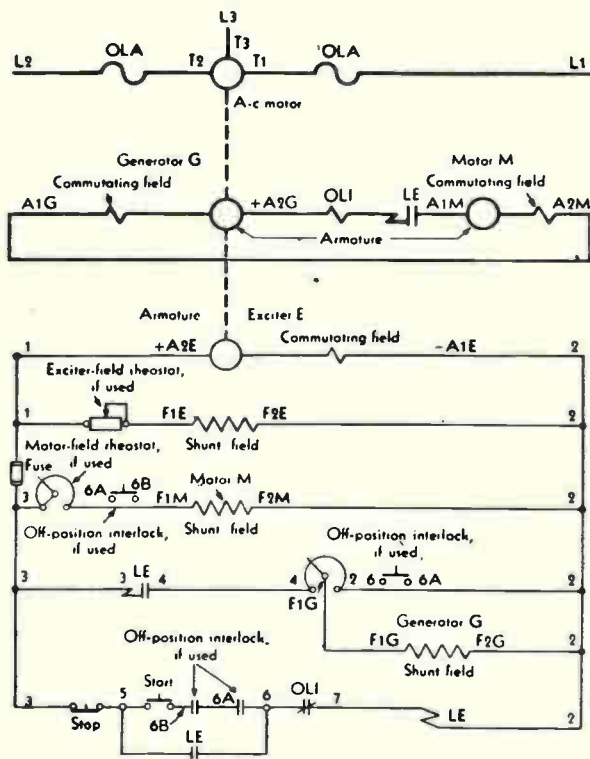 L3
L2 OLA T2 T3 T1 OLA L1
A-c motor
Generator G Motor M
Commutating field Commutating field
A1G +A2G OL1 LE A1M A2M
Armature
Armature Exciter E
Commutating field
1 +A2E -A1E 2
Exciter-field rheostat,
if used
1 F1E F2E 2
Shunt field
Motor-field rheostat,
if used
Fuse
6A 6B Motor M
3 F1M F2M 2
Off-position interlock,
if used
Shunt field
Off-position interlock,
if used
3 3 LE 4 4 2 6 6A 2
F1G
Generator G
F1G F2G 2
Shunt field
Off-position interlock,
if used
3 Stop 5 Start 6B 6A 6 OL1 7 LE 2
LE